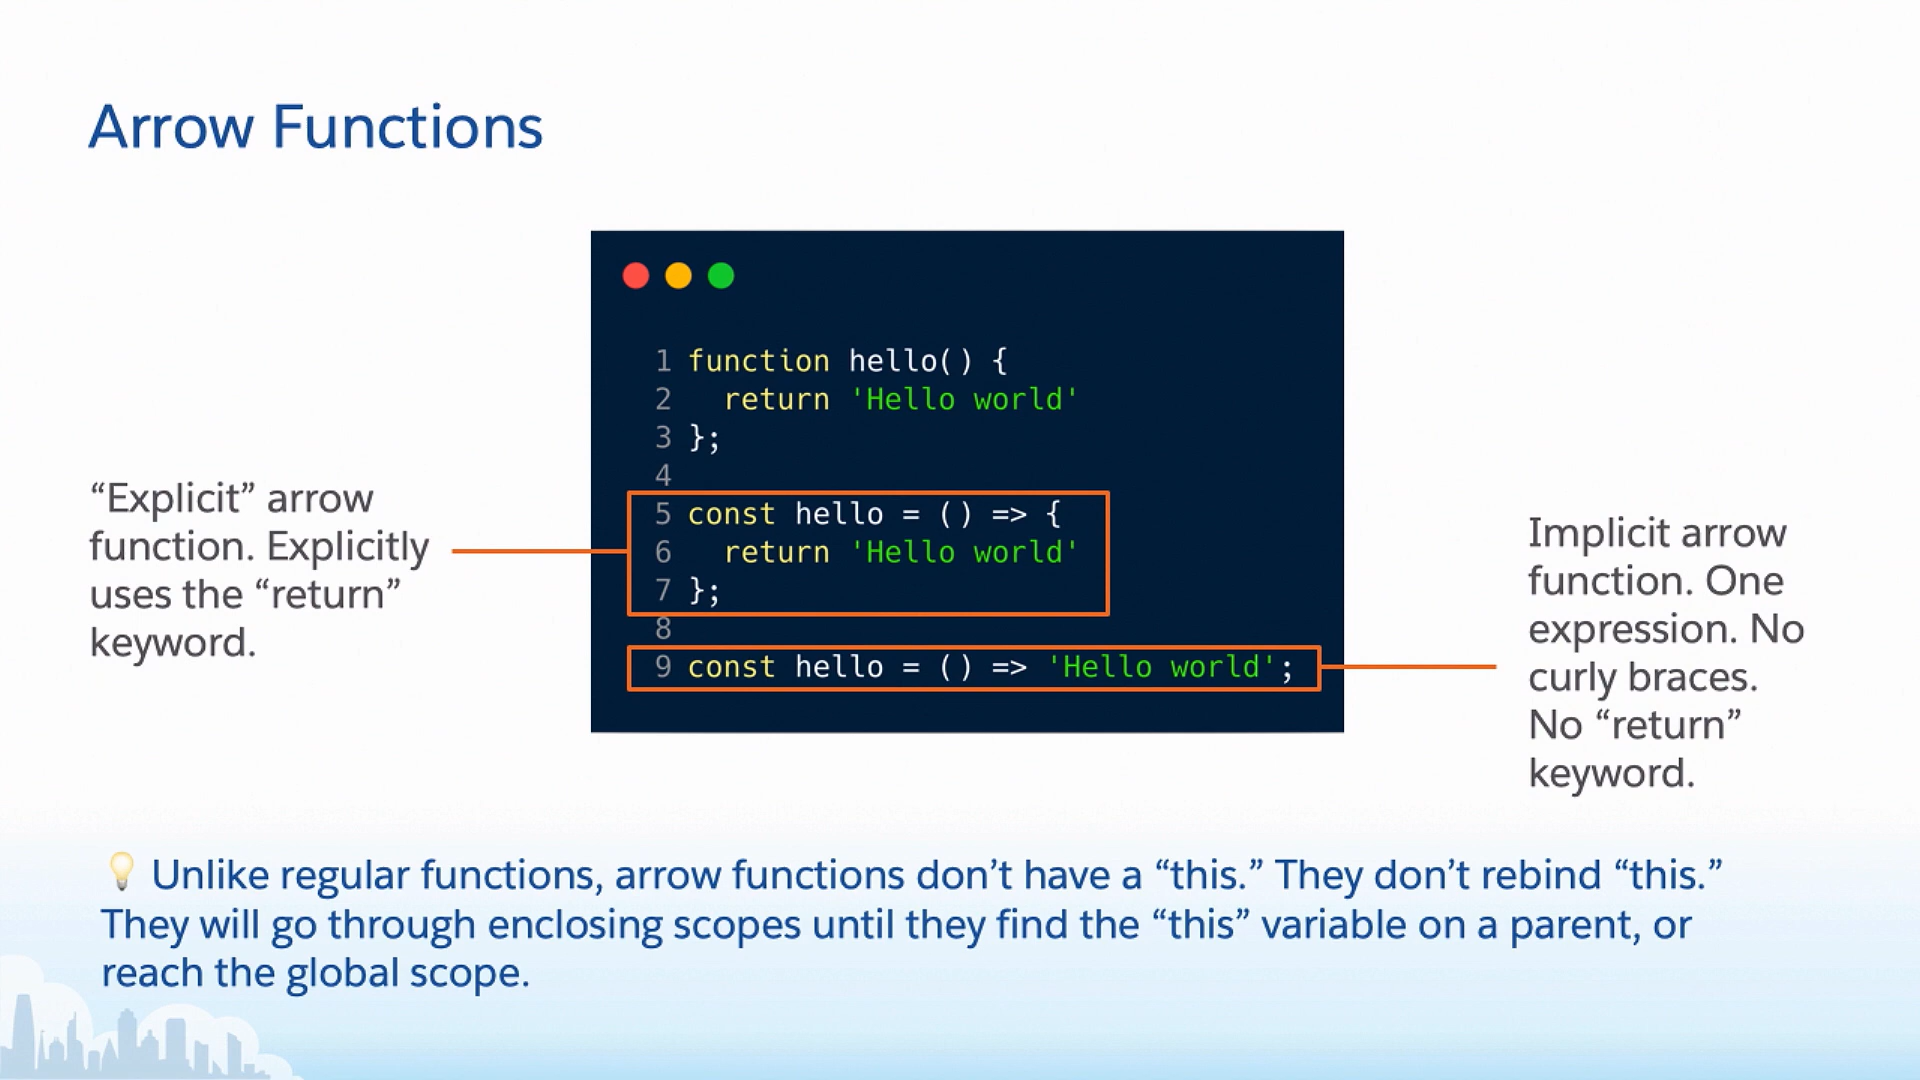 Arrow Functions
1 function hello() {
2   return 'Hello world'
3 };
4
5 const hello = () => {
6   return 'Hello world'
7 };
8
9 const hello = () => 'Hello world';
“Explicit” arrow
function. Explicitly
uses the “return”
keyword.
Implicit arrow
function. One
expression. No
curly braces.
No “return”
keyword.
💡 Unlike regular functions, arrow functions don’t have a “this.” They don’t rebind “this.”
They will go through enclosing scopes until they find the “this” variable on a parent, or
reach the global scope.